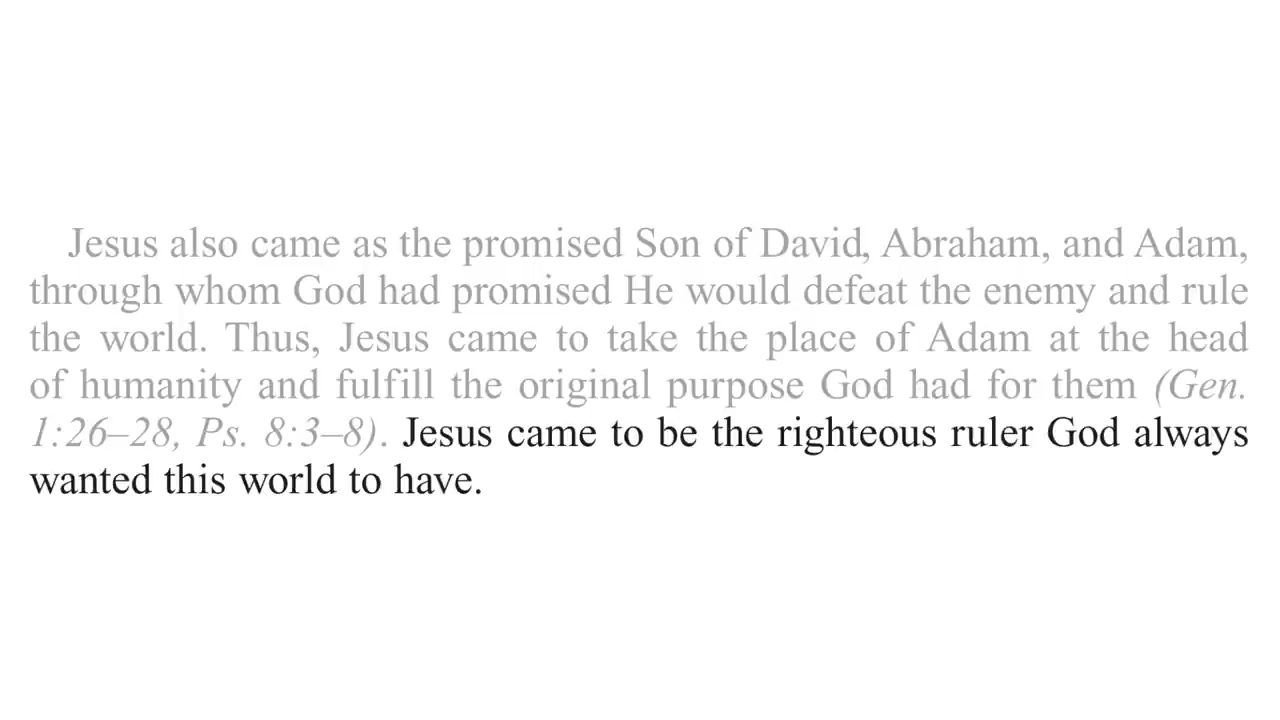 Jesus also came as the promised Son of David, Abraham, and Adam,
through whom God had promised He would defeat the enemy and rule
the world. Thus, Jesus came to take the place of Adam at the head
of humanity and fulfill the original purpose God had for them (Gen.
1:26–28, Ps. 8:3–8). Jesus came to be the righteous ruler God always
wanted this world to have.